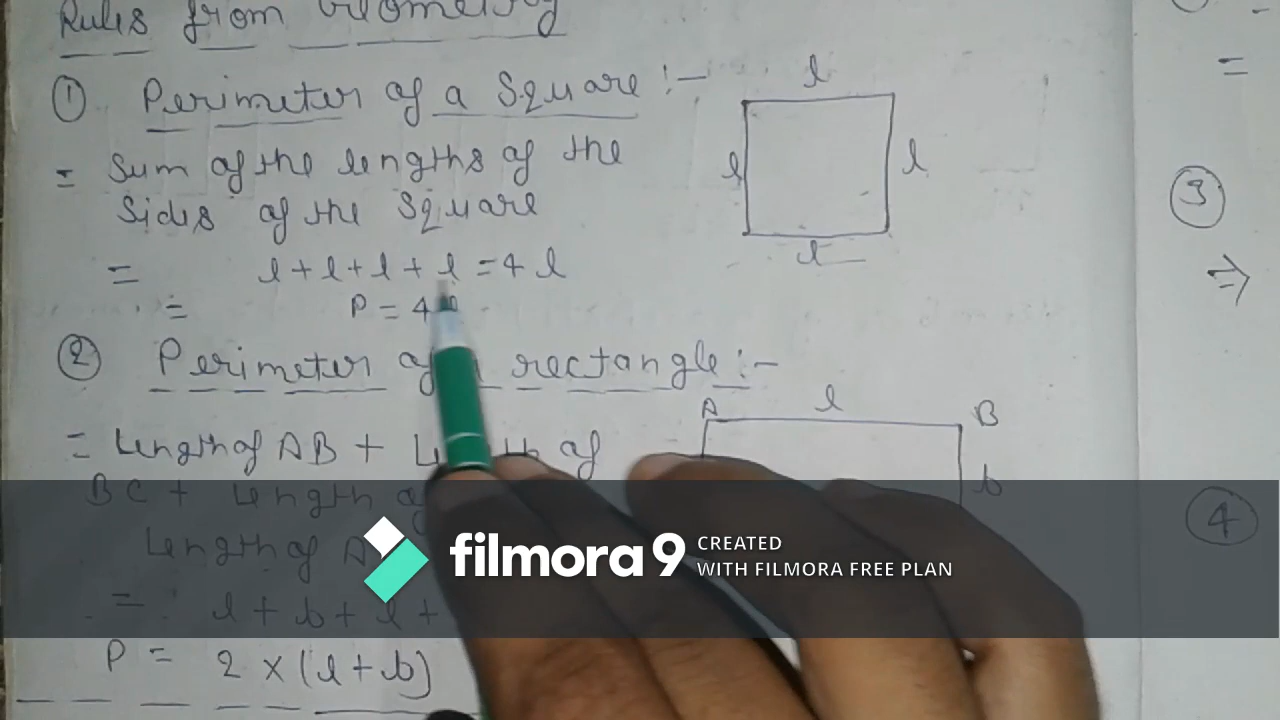 Rules from Geometry
① Perimeter of a Square :-
= Sum of the lengths of the
Sides of the Square
= l + l + l + l = 4 l
= P = 4
l
l
l
l
② Perimeter of rectangle :-
= Length of AB + of
BC + Length
Length of
= l + b + l +
P = 2 × (l + b)
A
l
B
b
filmora 9
CREATED
WITH FILMORA FREE PLAN
=
③
⇒
④